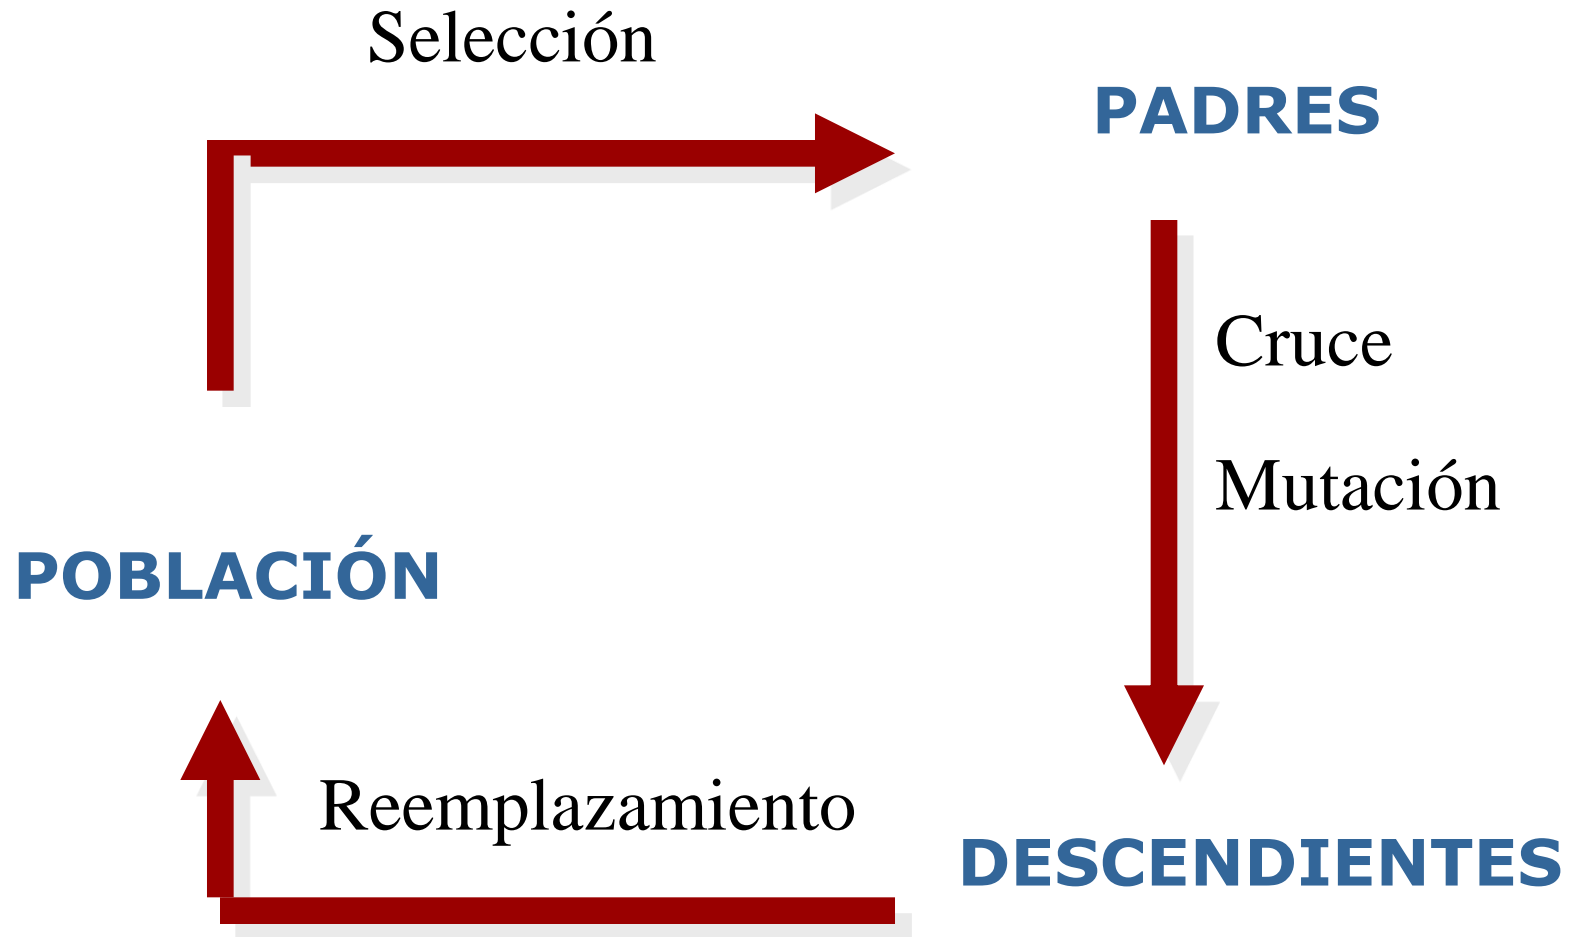 Selección
PADRES
Cruce
Mutación
POBLACIÓN
Reemplazamiento
DESCENDIENTES